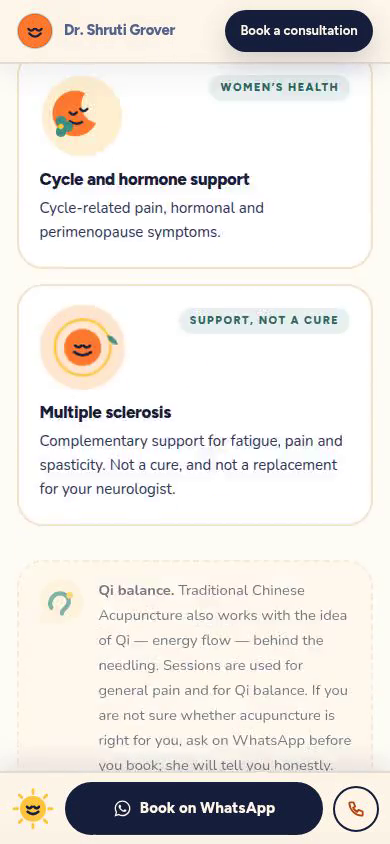 Dr. Shruti Grover
Book a consultation
WOMEN'S HEALTH
Cycle and hormone support
Cycle-related pain, hormonal and
perimenopause symptoms.
SUPPORT, NOT A CURE
Multiple sclerosis
Complementary support for fatigue, pain and
spasticity. Not a cure, and not a replacement
for your neurologist.
Qi balance. Traditional Chinese
Acupuncture also works with the idea
of Qi — energy flow — behind the
needling. Sessions are used for
general pain and for Qi balance. If you
are not sure whether acupuncture is
right for you, ask on WhatsApp before
you book; she will tell you honestly.
Book on WhatsApp